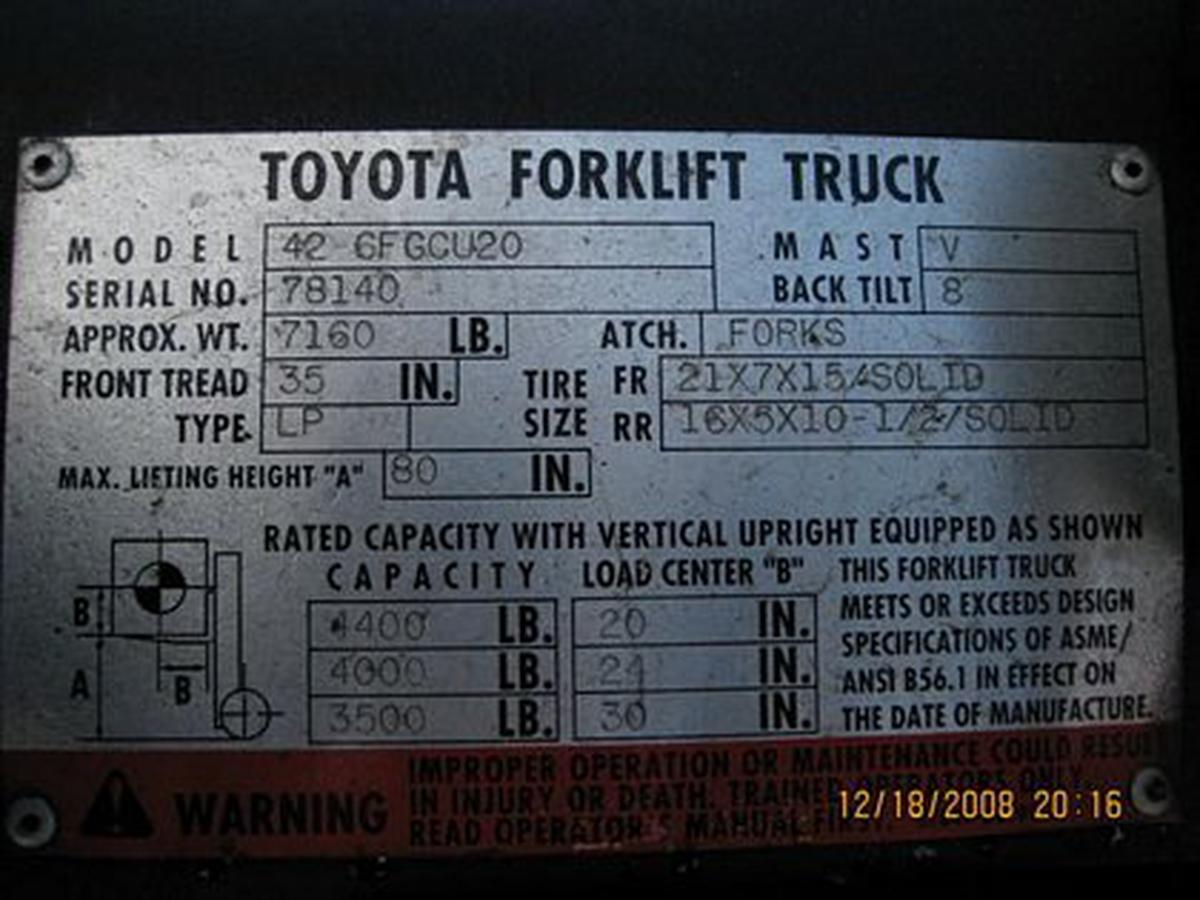 TOYOTA FORKLIFT TRUCK
MODEL 42 6FGCU20 MAST V
SERIAL NO. 78140 BACK TILT 8
APPROX. WT. 7160 LB. ATCH. FORKS
FRONT TREAD 35 IN. TIRE FR 21X7X15/SOLID
TYPE LP SIZE RR 16X5X10-1/2/SOLID
MAX. LIFTING HEIGHT "A" 80 IN.
RATED CAPACITY WITH VERTICAL UPRIGHT EQUIPPED AS SHOWN
CAPACITY LOAD CENTER "B"
4400 LB. 20 IN.
4000 LB. 24 IN.
3500 LB. 30 IN.
THIS FORKLIFT TRUCK
MEETS OR EXCEEDS DESIGN
SPECIFICATIONS OF ASME/
ANSI B56.1 IN EFFECT ON
THE DATE OF MANUFACTURE.
B
A B
WARNING
IMPROPER OPERATION OR MAINTENANCE COULD RESUL
IN INJURY OR DEATH. TRAINED OPERATORS ONLY.
READ OPERATOR'S MANUAL FIRST.
12/18/2008 20:16